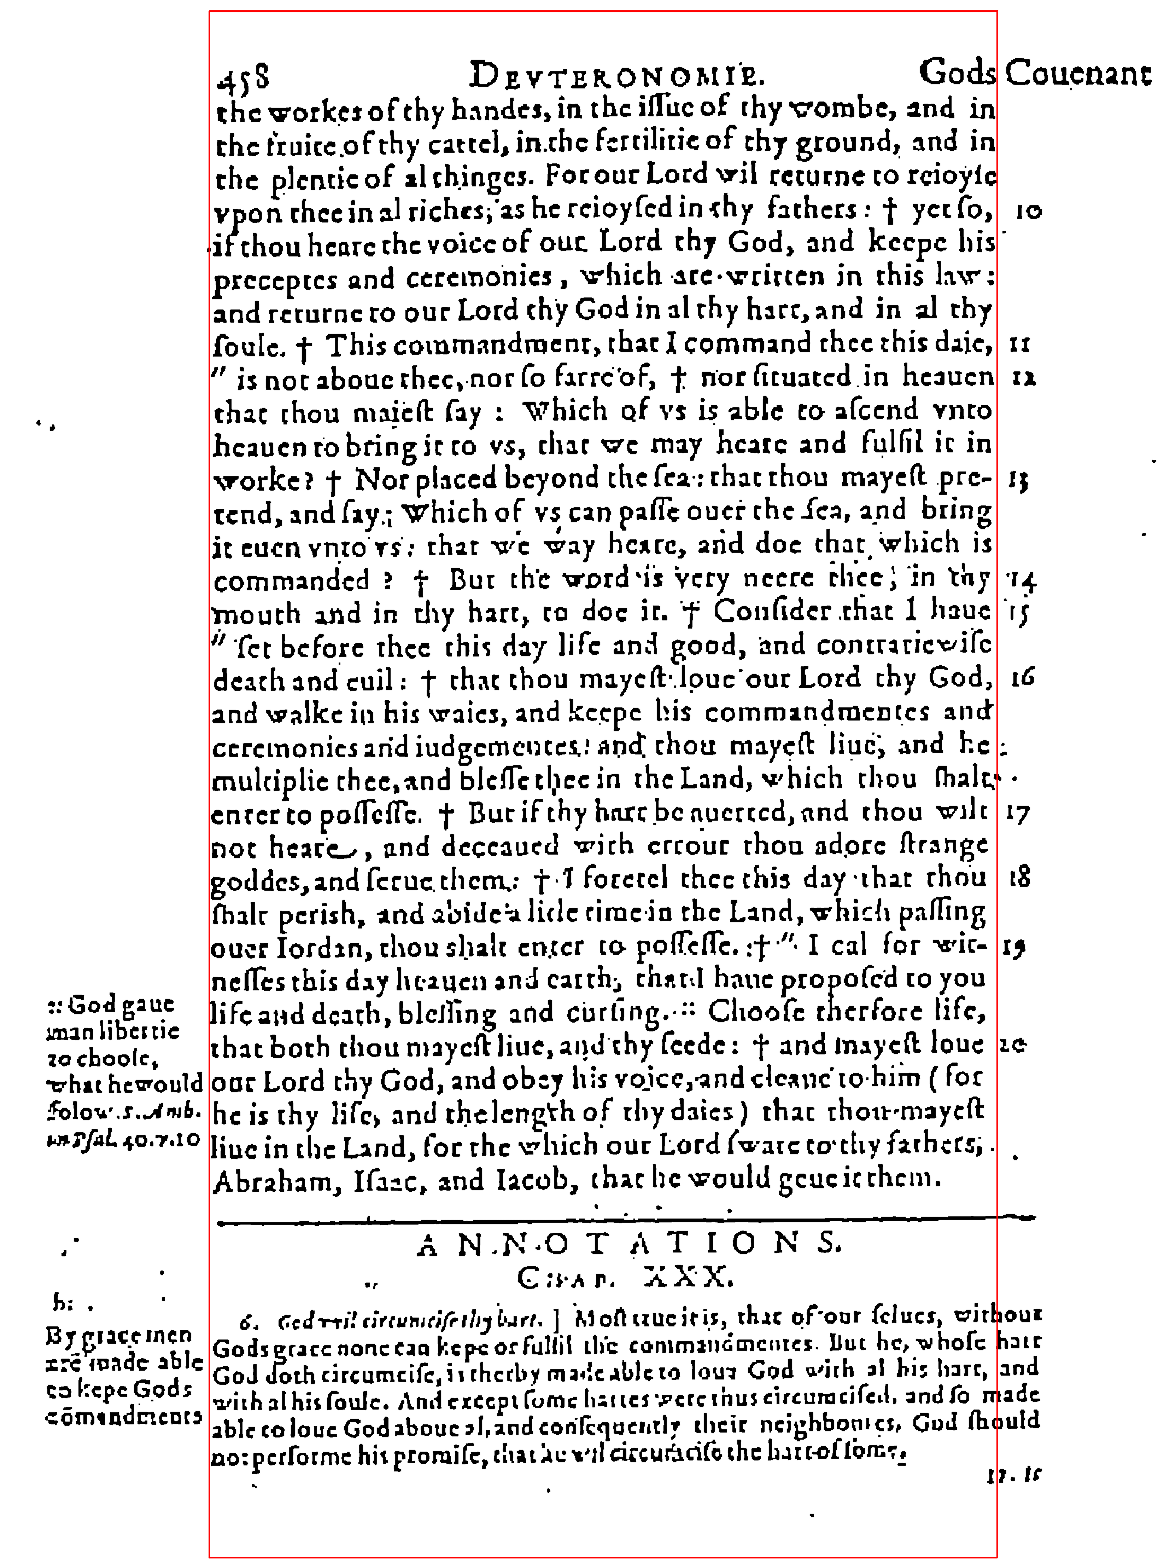 458 DEVTERONOMIE. Gods Couenant
the workes of thy handes, in the issue of thy wombe, and in
the fruite of thy cattel, in the fertilitie of thy ground, and in
the plentie of al thinges. For our Lord wil returne to reioyse
vpon thee in al riches, as he reioysed in thy fathers : † yet so, 10
if thou heare the voice of our Lord thy God, and keepe his
preceptes and ceremonies, which are written in this law:
and returne to our Lord thy God in al thy hart, and in al thy
soule. † This commandment, that I command thee this daie, 11
" is not aboue thee, nor so farre of, † nor situated in heauen 12
that thou maiest say : Which of vs is able to ascend vnto
heauen to bring it to vs, that we may heare and fulfil it in
worke? † Nor placed beyond the sea: that thou mayest pre- 13
tend, and say: Which of vs can passe ouer the sea, and bring
it euen vnto vs: that we way heare, and doe that which is
commanded ? † But the word is very neere thee, in thy 14
mouth and in thy hart, to doe it. † Consider that I haue 15
" set before thee this day life and good, and contrariewise
death and euil : † that thou mayest loue our Lord thy God, 16
and walke in his waies, and keepe his commandmentes and
ceremonies and iudgementes: and thou mayest liue, and he
multiplie thee, and blesse thee in the Land, which thou shalt
enter to possesse. † But if thy hart be auerted, and thou wilt 17
not heare, and deceaued with errour thou adore strange
goddes, and serue them: † I foretel thee this day that thou 18
shalt perish, and abide a litle time in the Land, which passing
ouer Iordan, thou shalt enter to possesse. † " I cal for wit- 19
nesses this day heauen and earth, that I haue proposed to you
life and death, blessing and cursing. :: Choose therfore life,
that both thou mayest liue, and thy seede : † and mayest loue 20
our Lord thy God, and obey his voice, and cleaue to him ( for
he is thy life, and the length of thy daies) that thou mayest
liue in the Land, for the which our Lord sware to thy fathers,
Abraham, Isaac, and Iacob, that he would geue it them.
:: God gaue
man libertie
to choose,
what he would
folow. S. Amb.
in Psal. 40. v. 10
ANNOTATIONS.
CHAP. XXX.
6. God wil circumcise thy hart. ] Most true it is, that of our selues, without
Gods grace none can kepe or fulfil the commandmentes. But he, whose hart
God doth circumcise, is therby made able to loue God with al his hart, and
with al his soule. And except some hartes were thus circumcised, and so made
able to loue God aboue al, and consequently their neighboures, God should
not performe his promise, that he wil circumcise the hart of some.
By grace men
are made able
to kepe Gods
cōmandments
11. Is